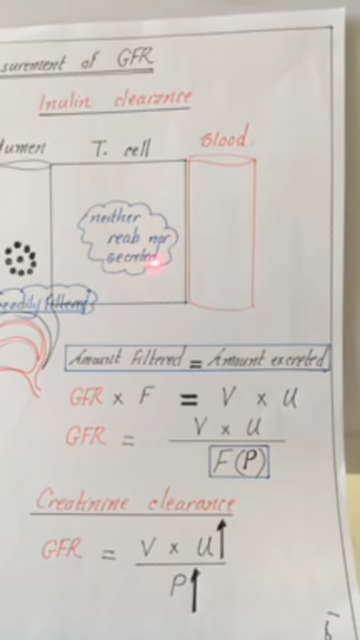 surement of GFR
Inulin clearance
lumen T. cell Blood
neither
reab nor
secreted
readily filtered
Amount filtered = Amount excreted
GFR x F = V x U
GFR = V x U
F(P)
Creatinine clearance
GFR = V x U↑
P↑